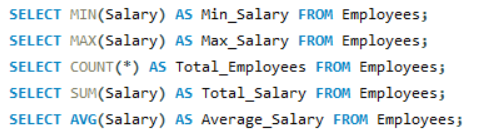 SELECT MIN(Salary) AS Min_Salary FROM Employees;
SELECT MAX(Salary) AS Max_Salary FROM Employees;
SELECT COUNT(*) AS Total_Employees FROM Employees;
SELECT SUM(Salary) AS Total_Salary FROM Employees;
SELECT AVG(Salary) AS Average_Salary FROM Employees;